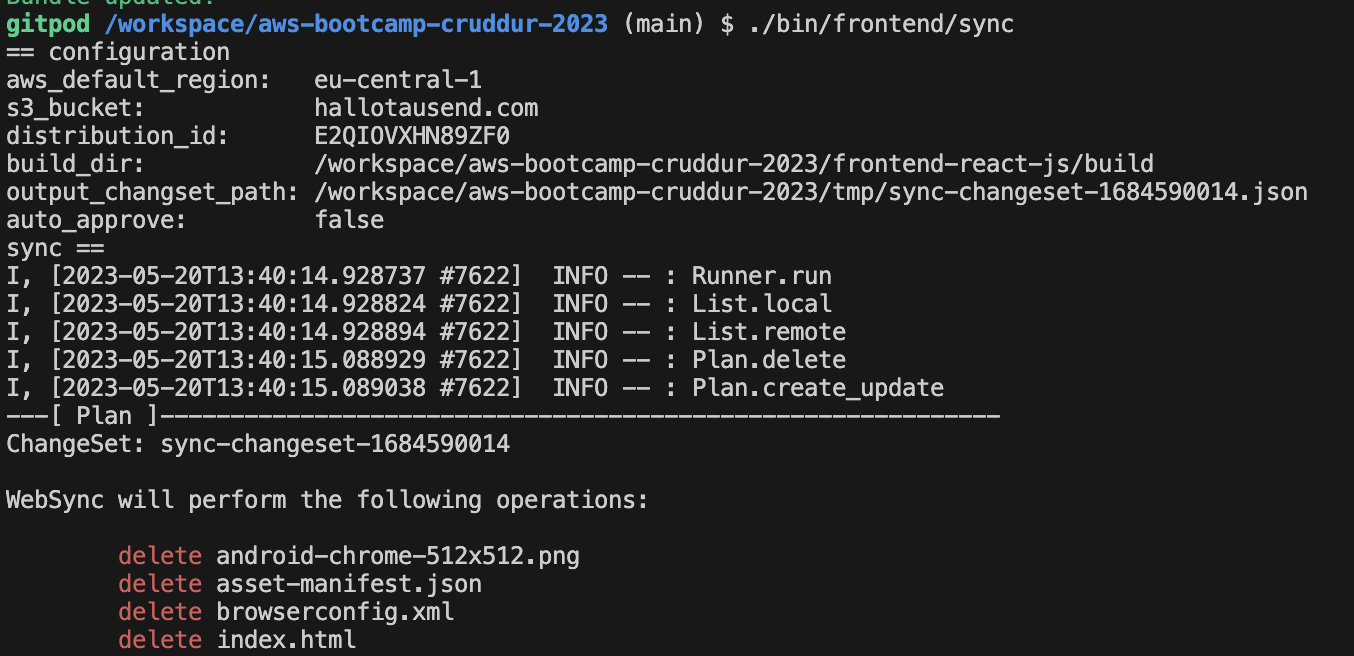 Bundle updated!
gitpod /workspace/aws-bootcamp-cruddur-2023 (main) $ ./bin/frontend/sync
== configuration
aws_default_region:   eu-central-1
s3_bucket:            hallotausend.com
distribution_id:      E2QIOVXHN89ZF0
build_dir:            /workspace/aws-bootcamp-cruddur-2023/frontend-react-js/build
output_changset_path: /workspace/aws-bootcamp-cruddur-2023/tmp/sync-changeset-1684590014.json
auto_approve:         false
sync ==
I, [2023-05-20T13:40:14.928737 #7622]  INFO -- : Runner.run
I, [2023-05-20T13:40:14.928824 #7622]  INFO -- : List.local
I, [2023-05-20T13:40:14.928894 #7622]  INFO -- : List.remote
I, [2023-05-20T13:40:15.088929 #7622]  INFO -- : Plan.delete
I, [2023-05-20T13:40:15.089038 #7622]  INFO -- : Plan.create_update
---[ Plan ]------------------------------------------------------------
ChangeSet: sync-changeset-1684590014
WebSync will perform the following operations:
delete android-chrome-512x512.png
delete asset-manifest.json
delete browserconfig.xml
delete index.html